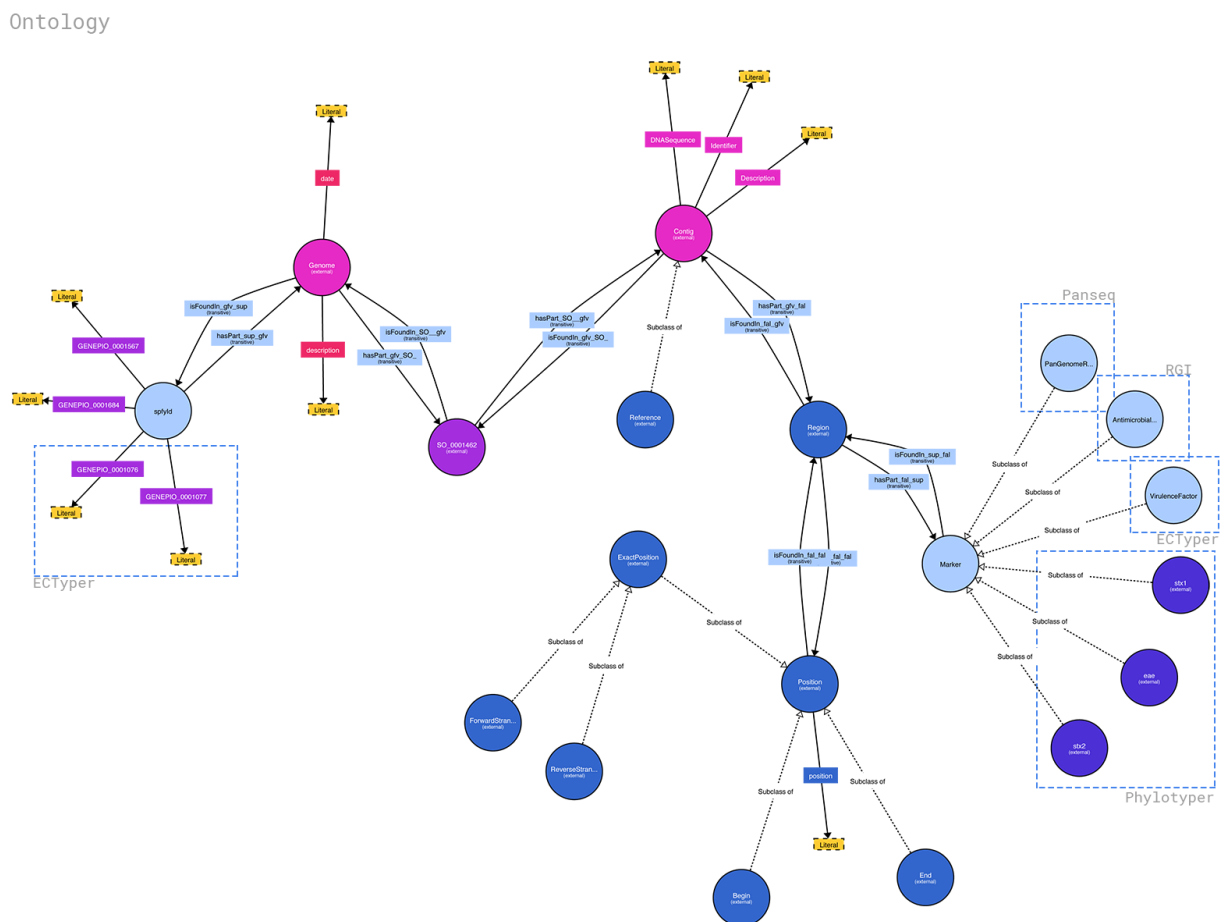 Ontology
Literal
Literal
Literal
Literal
DNASequence
Identifier
Description
date
Contig
(external)
Genome
(external)
Literal
isFoundIn_gfv_sup
(transitive)
hasPart_sup_gfv
(transitive)
GENEPIO_0001567
description
isFoundIn_SO__gfv
(transitive)
hasPart_gfv_SO_
(transitive)
hasPart_SO__gfv
(transitive)
isFoundIn_gfv_SO_
(transitive)
Subclass of
hasPart_gfv_fal
(transitive)
isFoundIn_fal_gfv
(transitive)
Panseq
PanGenomeR...
RGT
Antimicrobial...
Literal
GENEPIO_0001684
spfyId
Literal
SO_0001462
(external)
Reference
(external)
Region
(external)
isFoundIn_sup_fal
(transitive)
hasPart_fal_sup
(transitive)
Subclass of
Subclass of
VirulenceFactor
Subclass of
ECTyper
GENEPIO_0001076
GENEPIO_0001077
Literal
Literal
ECTyper
ExactPosition
(external)
isFoundIn_fal_fal
(transitive)
_fal_fal
tive)
Marker
Subclass of
stx1
(external)
Subclass of
Subclass of
Subclass of
Subclass of
Subclass of
eae
(external)
Position
(external)
ForwardStran...
(external)
ReverseStran...
(external)
stx2
(external)
position
Subclass of
Subclass of
Phylotyper
Literal
Begin
(external)
End
(external)